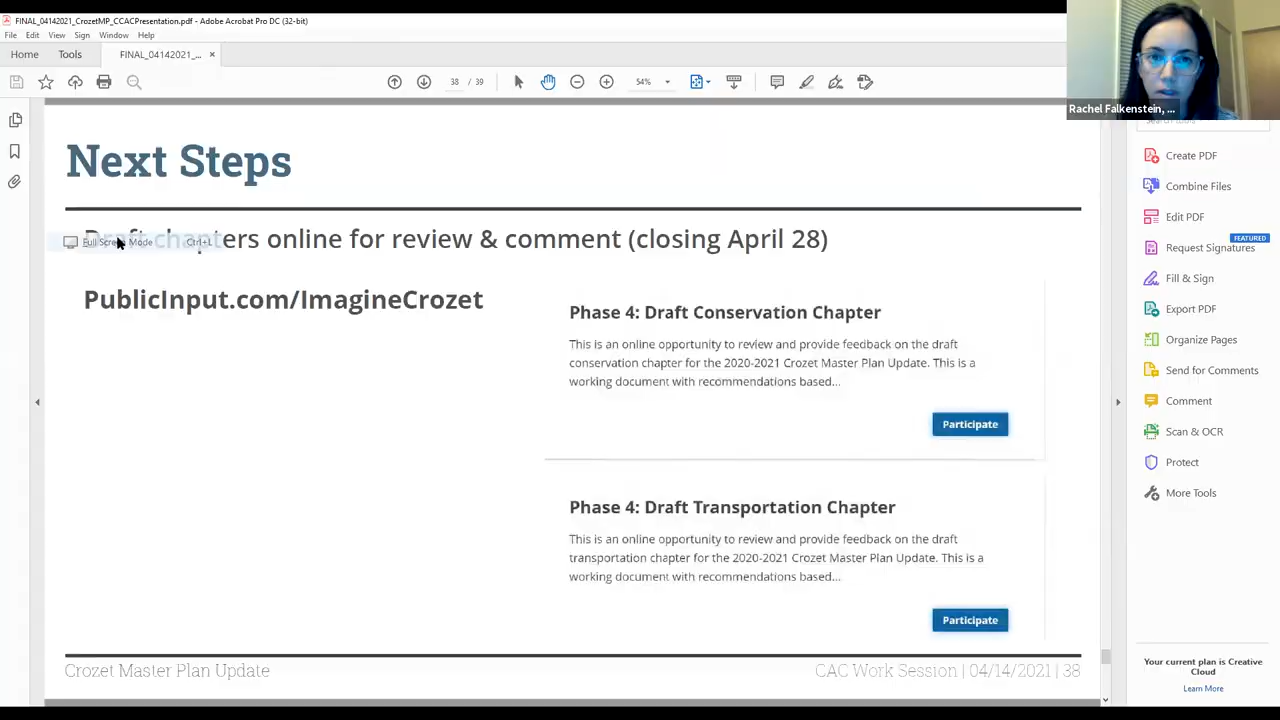 FINAL_04142021_CrozetMP_CCACPresentation.pdf - Adobe Acrobat Pro DC (32-bit)
File Edit View Sign Window Help
Home Tools FINAL_04142021_... ×
38 / 39 54%
Rachel Falkenstein, ...
Next Steps
Draft chapters online for review & comment (closing April 28)
Full Screen Mode Ctrl+L
PublicInput.com/ImagineCrozet
Phase 4: Draft Conservation Chapter
This is an online opportunity to review and provide feedback on the draft
conservation chapter for the 2020-2021 Crozet Master Plan Update. This is a
working document with recommendations based...
Participate
Phase 4: Draft Transportation Chapter
This is an online opportunity to review and provide feedback on the draft
transportation chapter for the 2020-2021 Crozet Master Plan Update. This is a
working document with recommendations based...
Participate
Crozet Master Plan Update
CAC Work Session | 04/14/2021 | 38
Create PDF
Combine Files
Edit PDF
Request Signatures
FEATURED
Fill & Sign
Export PDF
Organize Pages
Send for Comments
Comment
Scan & OCR
Protect
More Tools
Your current plan is Creative
Cloud
Learn More